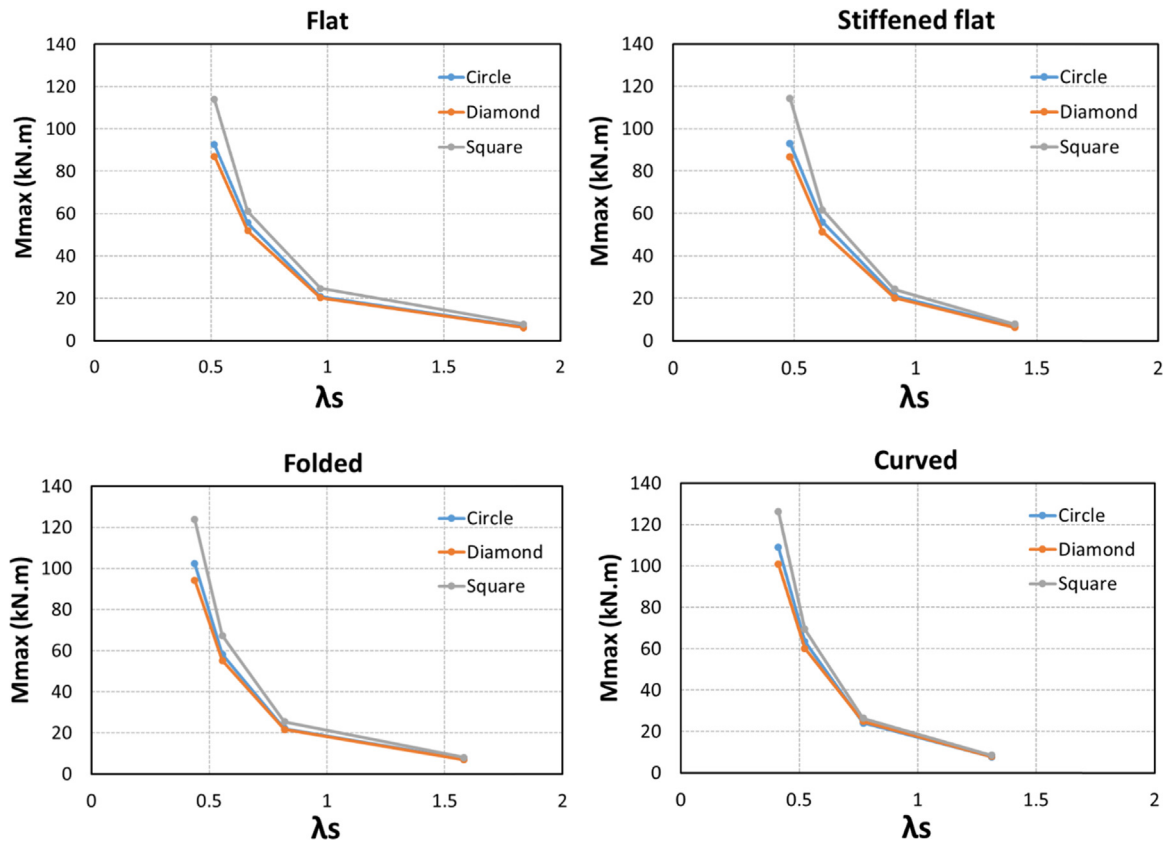 Flat
140
120
100
80
60
40
20
0
Mmax (kN.m)
Circle
Diamond
Square
0 0.5 1 1.5 2
λs
Stiffened flat
140
120
100
80
60
40
20
0
Mmax (kN.m)
Circle
Diamond
Square
0 0.5 1 1.5 2
λs
Folded
140
120
100
80
60
40
20
0
Mmax (kN.m)
Circle
Diamond
Square
0 0.5 1 1.5 2
λs
Curved
140
120
100
80
60
40
20
0
Mmax (kN.m)
Circle
Diamond
Square
0 0.5 1 1.5 2
λs